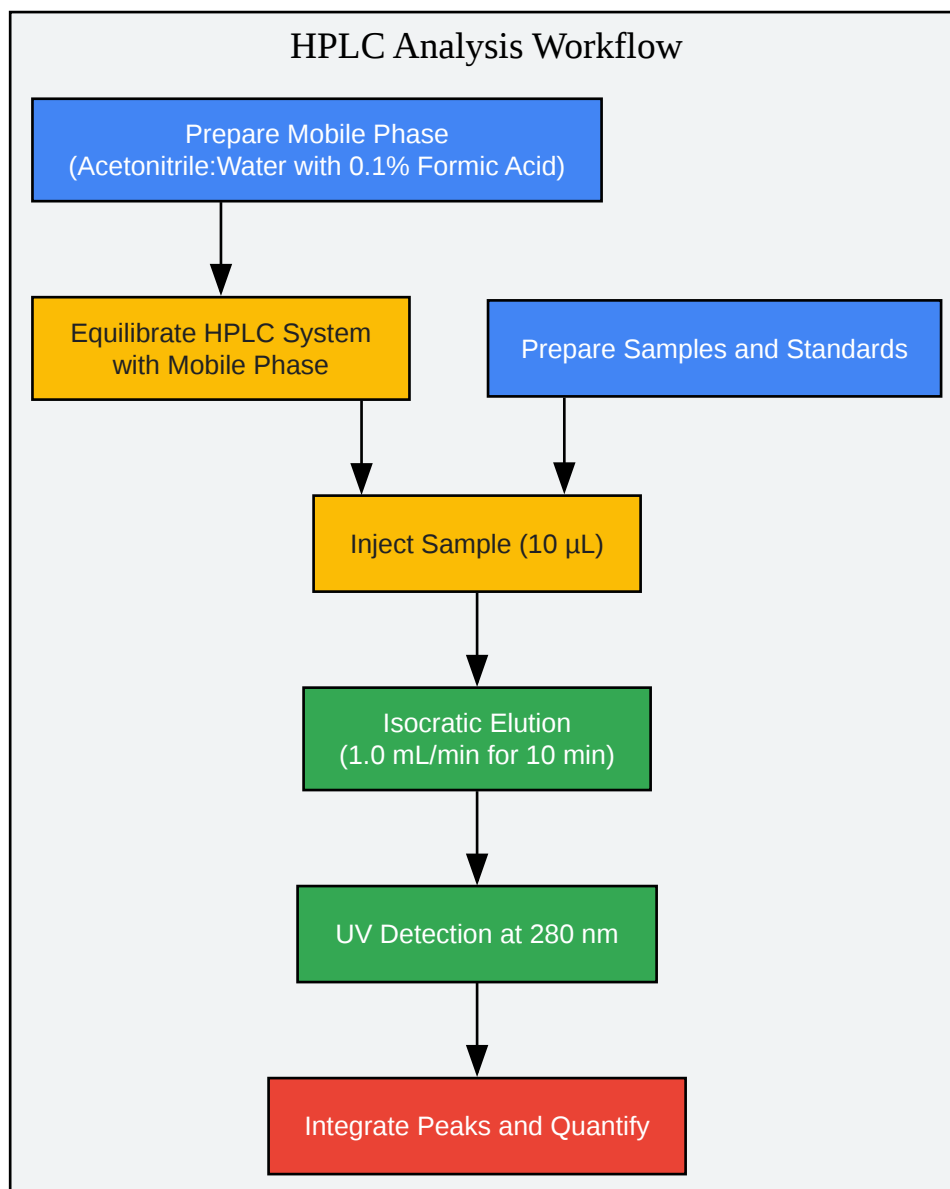 HPLC Analysis Workflow
Prepare Mobile Phase
(Acetonitrile:Water with 0.1% Formic Acid)
Equilibrate HPLC System
with Mobile Phase
Prepare Samples and Standards
Inject Sample (10 µL)
Isocratic Elution
(1.0 mL/min for 10 min)
UV Detection at 280 nm
Integrate Peaks and Quantify